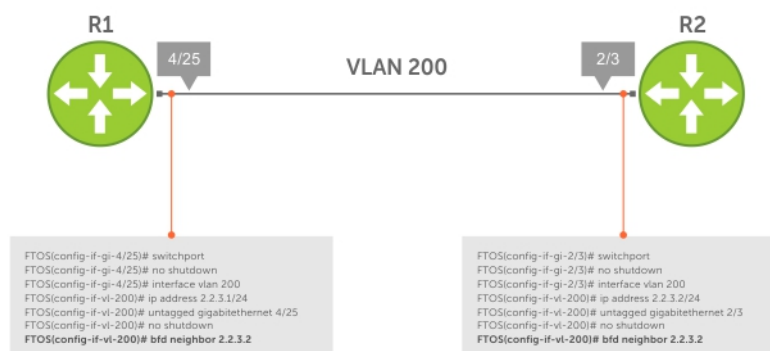 R1
R2
4/25
VLAN 200
2/3
FTOS(config-if-gi-4/25)# switchport
FTOS(config-if-gi-4/25)# no shutdown
FTOS(config-if-gi-4/25)# interface vlan 200
FTOS(config-if-vl-200)# ip address 2.2.3.1/24
FTOS(config-if-vl-200)# untagged gigabitethernet 4/25
FTOS(config-if-vl-200)# no shutdown
FTOS(config-if-vl-200)# bfd neighbor 2.2.3.2
FTOS(config-if-gi-2/3)# switchport
FTOS(config-if-gi-2/3)# no shutdown
FTOS(config-if-gi-2/3)# interface vlan 200
FTOS(config-if-vl-200)# ip address 2.2.3.2/24
FTOS(config-if-vl-200)# untagged gigabitethernet 2/3
FTOS(config-if-vl-200)# no shutdown
FTOS(config-if-vl-200)# bfd neighbor 2.2.3.2